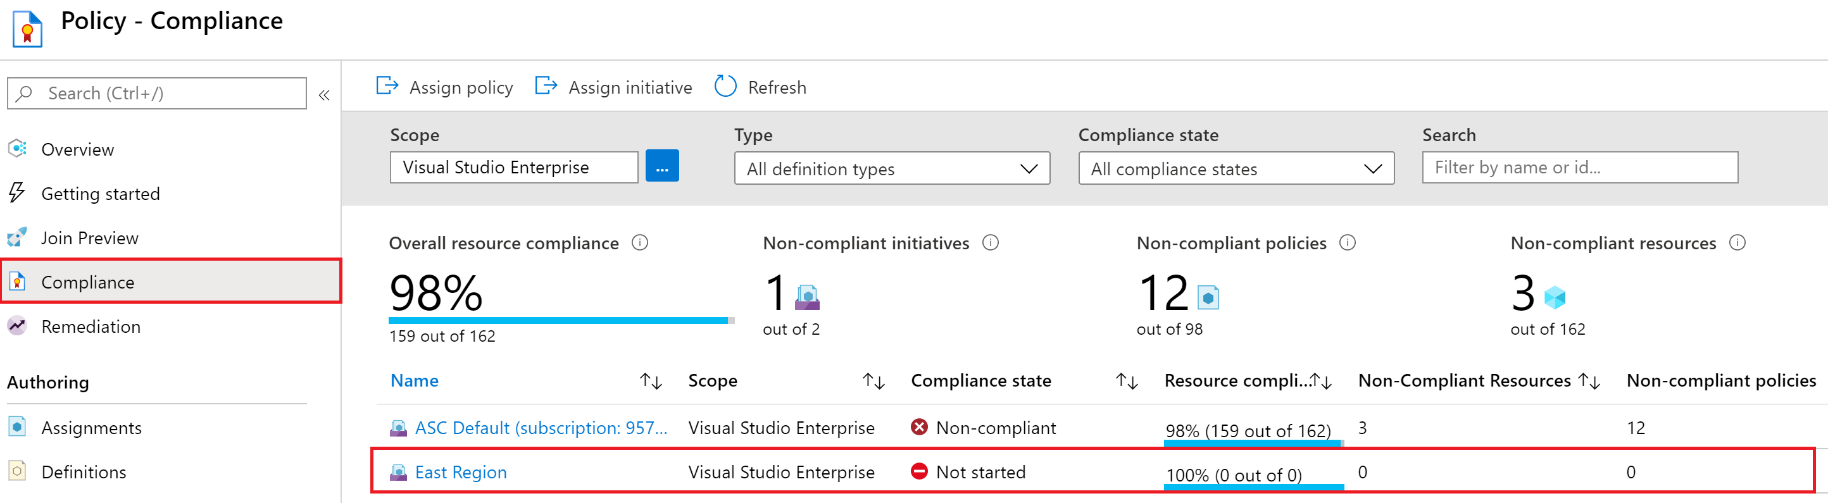 Policy - Compliance
Search (Ctrl+/)
«
Overview
Getting started
Join Preview
Compliance
Remediation
Authoring
Assignments
Definitions
Assign policy
Assign initiative
Refresh
Scope
Type
Compliance state
Search
Visual Studio Enterprise
...
All definition types
All compliance states
Filter by name or id...
Overall resource compliance
98%
159 out of 162
Non-compliant initiatives
1
out of 2
Non-compliant policies
12
out of 98
Non-compliant resources
3
out of 162
Name ↑↓ Scope ↑↓ Compliance state ↑↓ Resource compli...↑↓ Non-Compliant Resources ↑↓ Non-compliant policies
ASC Default (subscription: 957... Visual Studio Enterprise Non-compliant 98% (159 out of 162) 3 12
East Region Visual Studio Enterprise Not started 100% (0 out of 0) 0 0